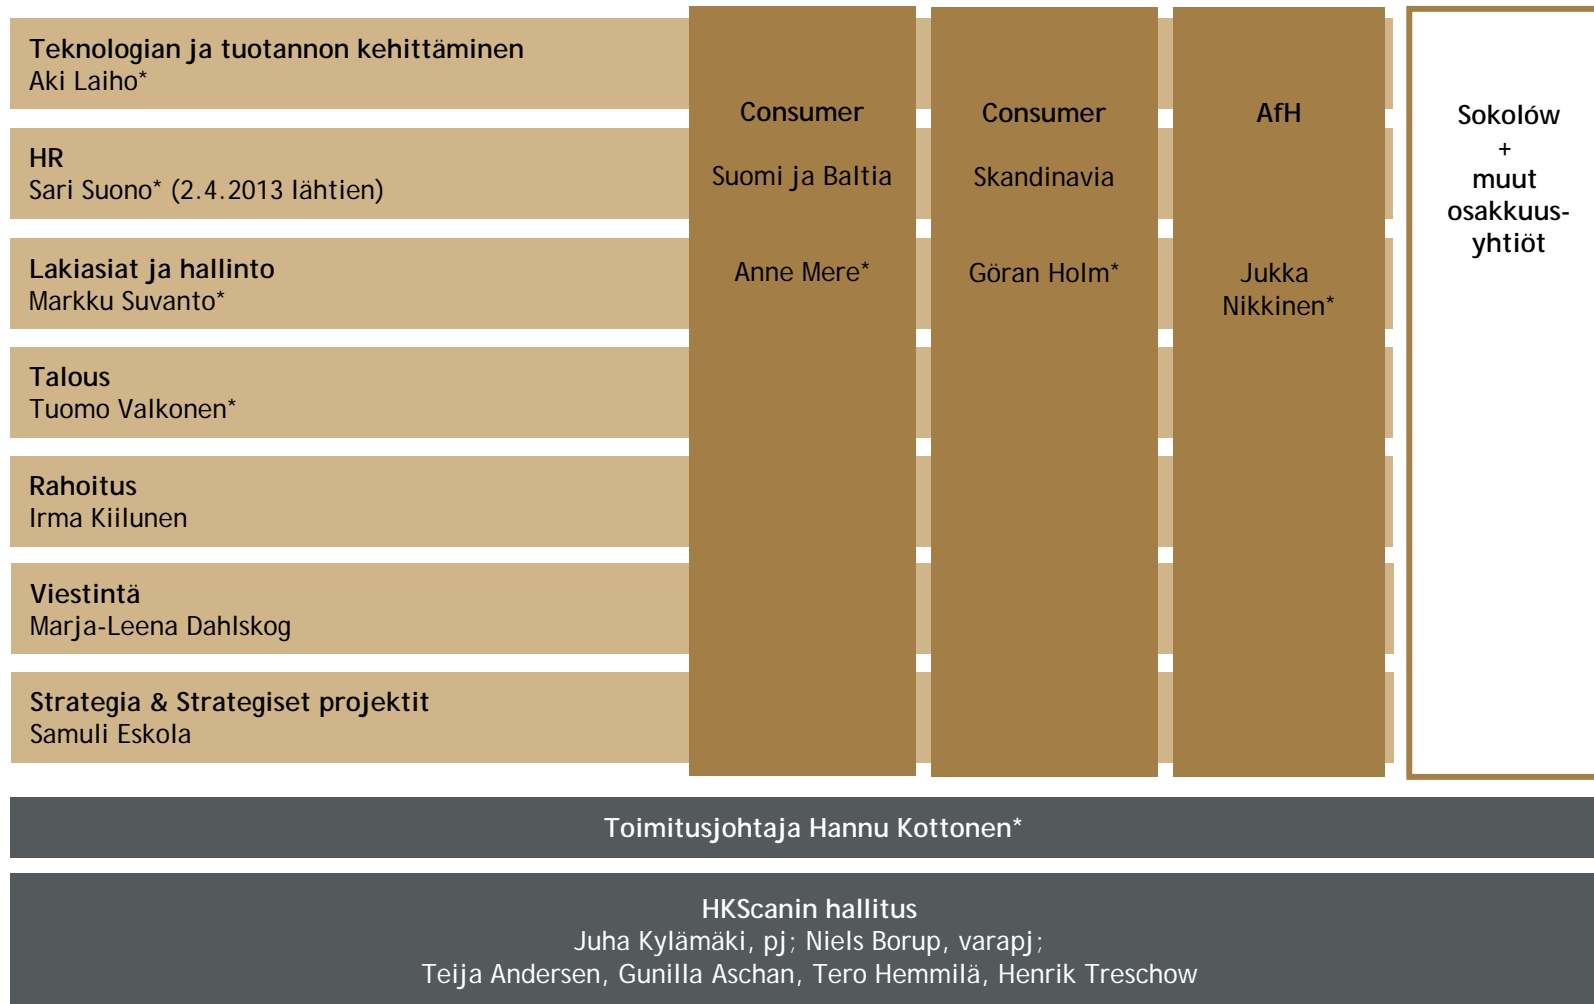 Teknologian ja tuotannon kehittäminen
Aki Laiho*
HR
Sari Suono* (2.4.2013 lähtien)
Lakiasiat ja hallinto
Markku Suvanto*
Talous
Tuomo Valkonen*
Rahoitus
Irma Kiilunen
Viestintä
Marja-Leena Dahlskog
Strategia & Strategiset projektit
Samuli Eskola
Consumer
Suomi ja Baltia
Anne Mere*
Consumer
Skandinavia
Göran Holm*
AfH
Jukka
Nikkinen*
Sokolów
+
muut
osakkuus-
yhtiöt
Toimitusjohtaja Hannu Kottonen*
HKScanin hallitus
Juha Kylämäki, pj; Niels Borup, varapj;
Teija Andersen, Gunilla Aschan, Tero Hemmilä, Henrik Treschow